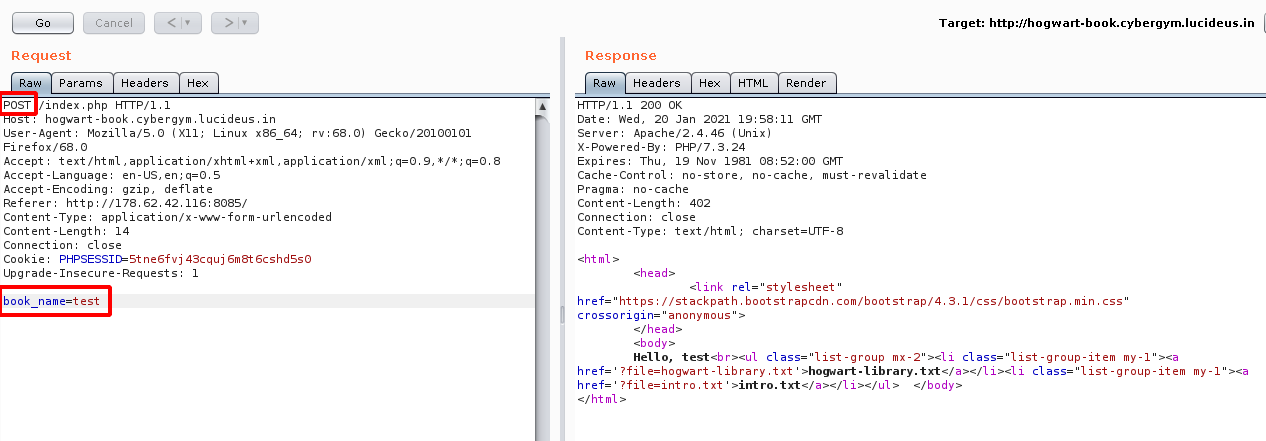 Go
Cancel
< | ▼
> | ▼
Target: http://hogwart-book.cybergym.lucideus.in
Request
Raw Params Headers Hex
POST /index.php HTTP/1.1
Host: hogwart-book.cybergym.lucideus.in
User-Agent: Mozilla/5.0 (X11; Linux x86_64; rv:68.0) Gecko/20100101
Firefox/68.0
Accept: text/html,application/xhtml+xml,application/xml;q=0.9,*/*;q=0.8
Accept-Language: en-US,en;q=0.5
Accept-Encoding: gzip, deflate
Referer: http://178.62.42.116:8085/
Content-Type: application/x-www-form-urlencoded
Content-Length: 14
Connection: close
Cookie: PHPSESSID=5tne6fvj43cquj6m8t6cshd5s0
Upgrade-Insecure-Requests: 1
book_name=test
Response
Raw Headers Hex HTML Render
HTTP/1.1 200 OK
Date: Wed, 20 Jan 2021 19:58:11 GMT
Server: Apache/2.4.46 (Unix)
X-Powered-By: PHP/7.3.24
Expires: Thu, 19 Nov 1981 08:52:00 GMT
Cache-Control: no-store, no-cache, must-revalidate
Pragma: no-cache
Content-Length: 402
Connection: close
Content-Type: text/html; charset=UTF-8
<html>
<head>
<link rel="stylesheet"
href="https://stackpath.bootstrapcdn.com/bootstrap/4.3.1/css/bootstrap.min.css"
crossorigin="anonymous">
</head>
<body>
Hello, test<br><ul class="list-group mx-2"><li class="list-group-item my-1"><a
href='?file=hogwart-library.txt'>hogwart-library.txt</a></li><li class="list-group-item my-1"><a
href='?file=intro.txt'>intro.txt</a></li></ul>  </body>
</html>